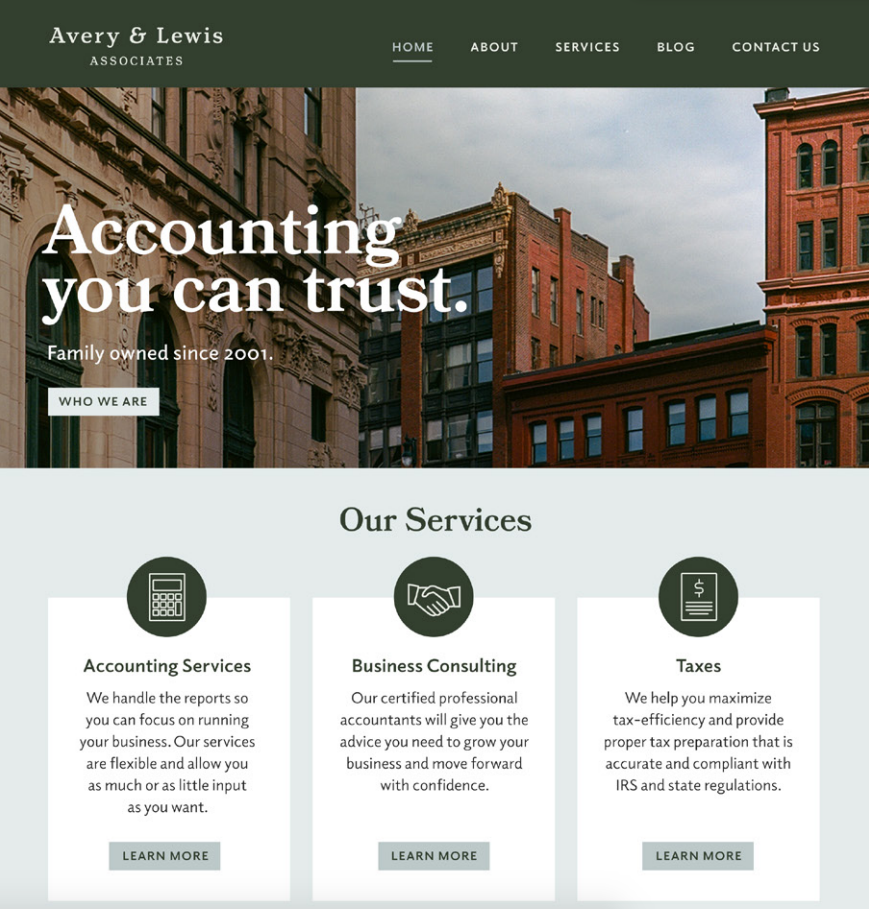 Avery & Lewis
ASSOCIATES
HOME ABOUT SERVICES BLOG CONTACT US
Accounting
you can trust.
Family owned since 2001.
WHO WE ARE
Our Services
$
Accounting Services
We handle the reports so
you can focus on running
your business. Our services
are flexible and allow you
as much or as little input
as you want.
LEARN MORE
Business Consulting
Our certified professional
accountants will give you the
advice you need to grow your
business and move forward
with confidence.
LEARN MORE
Taxes
We help you maximize
tax-efficiency and provide
proper tax preparation that is
accurate and compliant with
IRS and state regulations.
LEARN MORE